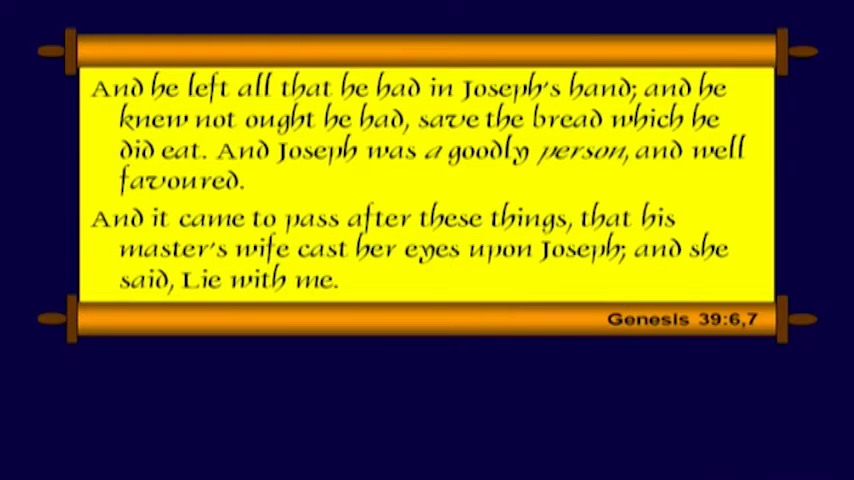 And he left all that he had in Joseph's hand; and he
knew not ought he had, save the bread which he
did eat. And Joseph was a goodly person, and well
favoured.
And it came to pass after these things, that his
master's wife cast her eyes upon Joseph; and she
said, Lie with me.
Genesis 39:6,7